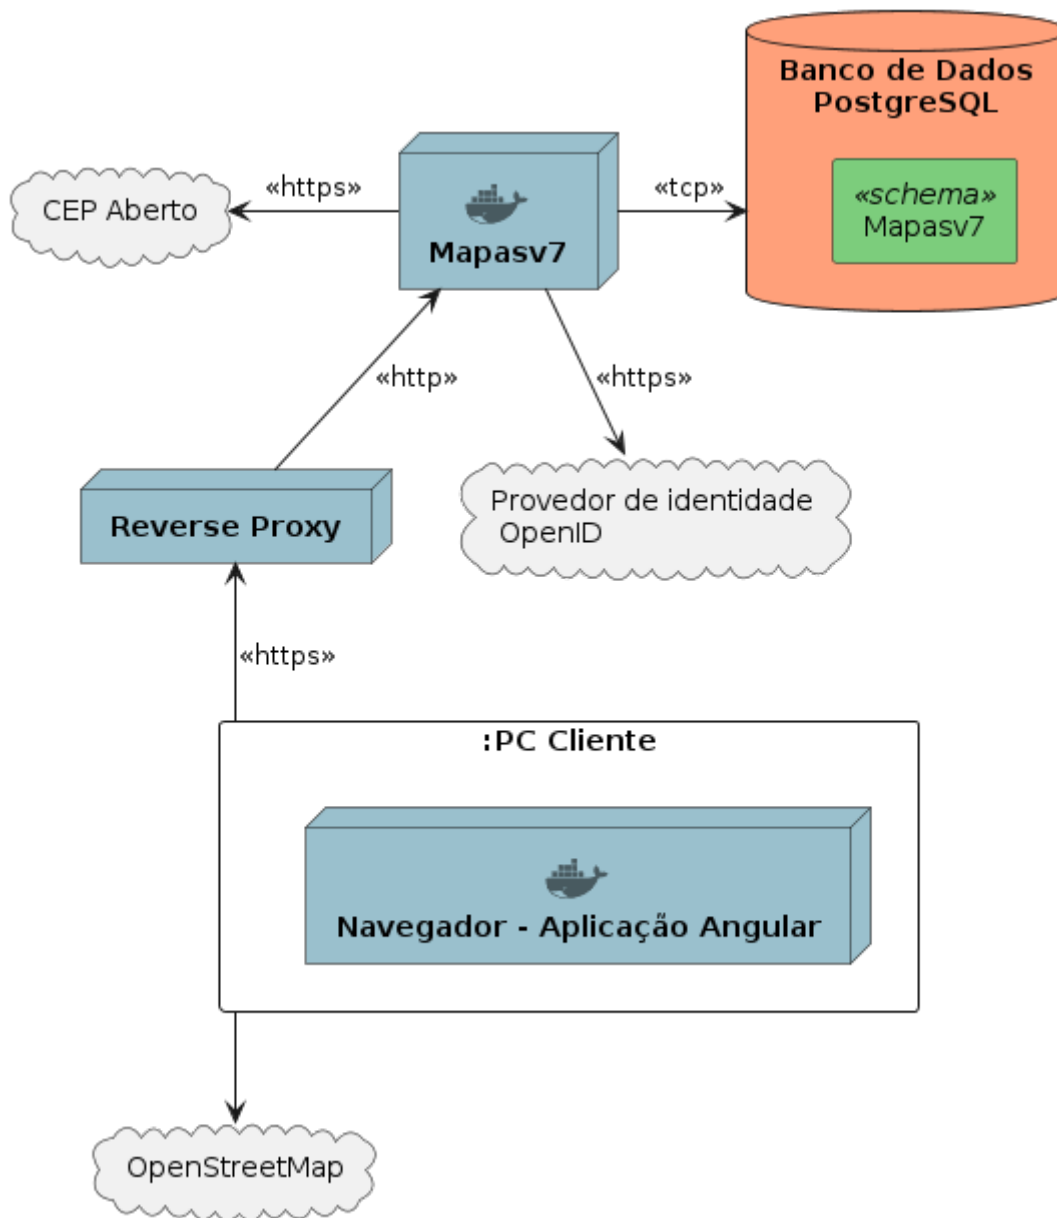 Banco de Dados
PostgreSQL
«schema»
Mapasv7
«tcp»
Mapasv7
«https»
CEP Aberto
«http»
«https»
Reverse Proxy
Provedor de identidade
OpenID
«https»
:PC Cliente
Navegador - Aplicação Angular
OpenStreetMap